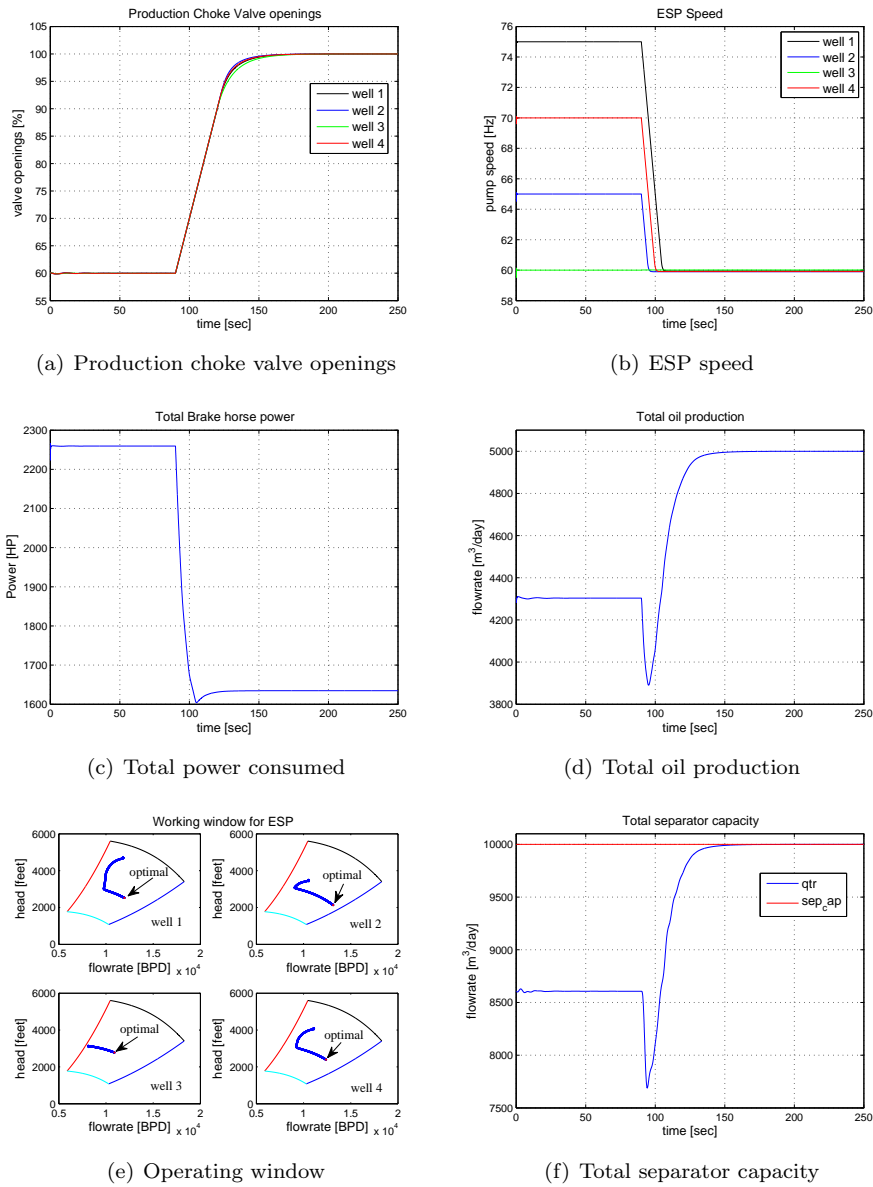 Production Choke Valve openings
100
95
90
85
80
75
70
65
60
55
valve openings [%]
well 1
well 2
well 3
well 4
0 50 100 150 200 250
time [sec]
(a) Production choke valve openings
ESP Speed
76
74
72
70
68
66
64
62
60
58
pump speed [Hz]
well 1
well 2
well 3
well 4
0 50 100 150 200 250
time [sec]
(b) ESP speed
Total Brake horse power
2300
2200
2100
2000
1900
1800
1700
1600
Power [HP]
0 50 100 150 200 250
time [sec]
(c) Total power consumed
Total oil production
5000
4800
4600
4400
4200
4000
3800
flowrate [m³/day]
0 50 100 150 200 250
time [sec]
(d) Total oil production
Working window for ESP
6000
4000
2000
0
head [feet]
optimal
well 1
0.5 1 1.5 2
flowrate [BPD]
x 10⁴
6000
4000
2000
0
head [feet]
optimal
well 2
0.5 1 1.5 2
flowrate [BPD]
x 10⁴
6000
4000
2000
0
head [feet]
optimal
well 3
0.5 1 1.5 2
flowrate [BPD]
x 10⁴
6000
4000
2000
0
head [feet]
optimal
well 4
0.5 1 1.5 2
flowrate [BPD]
x 10⁴
(e) Operating window
Total separator capacity
10000
9500
9000
8500
8000
7500
flowrate [m³/day]
qtr
sep_cap
0 50 100 150 200 250
time [sec]
(f) Total separator capacity